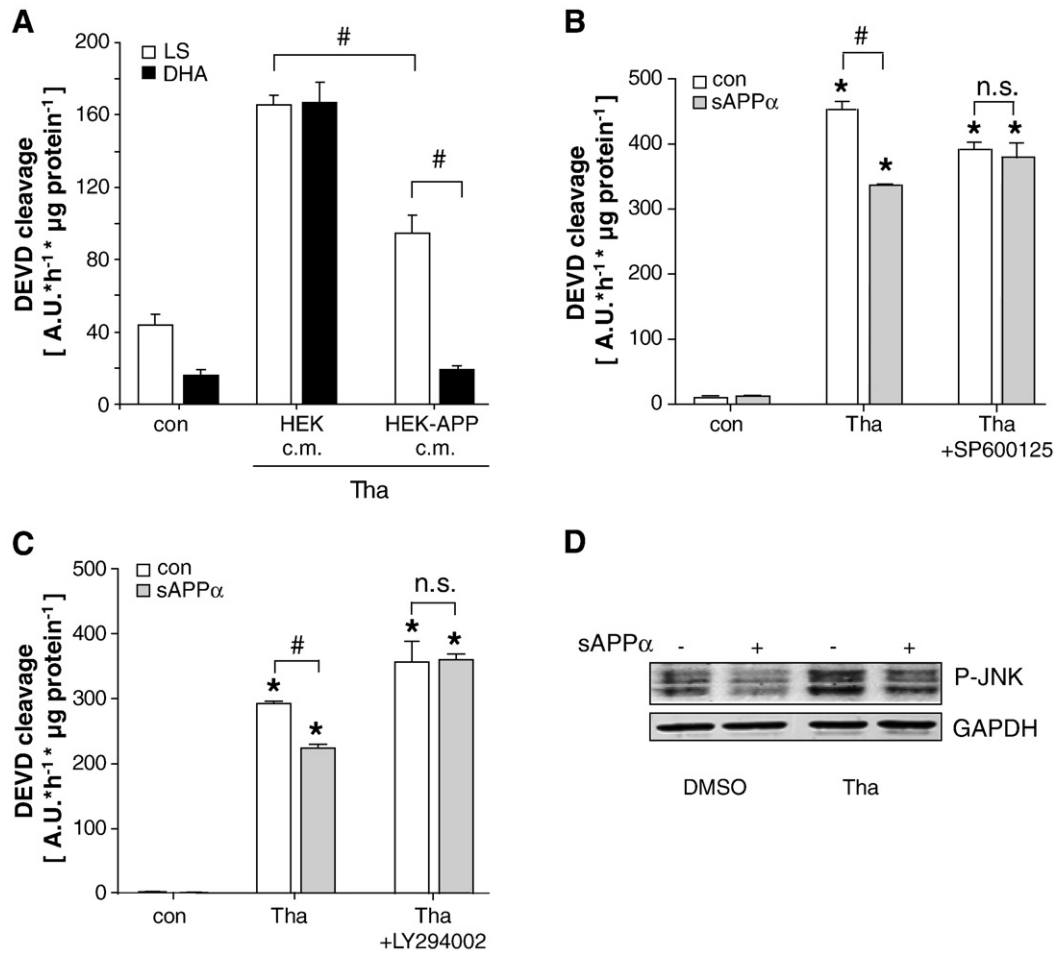 A
200
160
120
80
40
0
DEVD cleavage
[ A.U.*h-1 * µg protein-1 ]
LS
DHA
#
#
con
HEK
c.m.
HEK-APP
c.m.
Tha
B
500
400
300
200
100
0
DEVD cleavage
[ A.U.*h-1 * µg protein-1 ]
con
sAPPα
#
n.s.
*
*
*
*
con
Tha
Tha
+SP600125
C
500
400
300
200
100
0
DEVD cleavage
[ A.U.*h-1 * µg protein-1 ]
con
sAPPα
n.s.
#
*
*
*
*
con
Tha
Tha
+LY294002
D
sAPPα - + - +
P-JNK
GAPDH
DMSO Tha